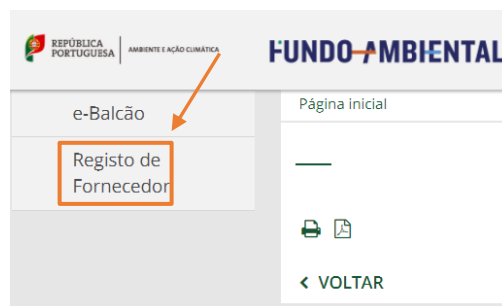 REPÚBLICA
PORTUGUESA
AMBIENTE E AÇÃO CLIMÁTICA
FUNDO AMBIENTAL
e-Balcão
Página inicial
Registo de
Fornecedor
VOLTAR